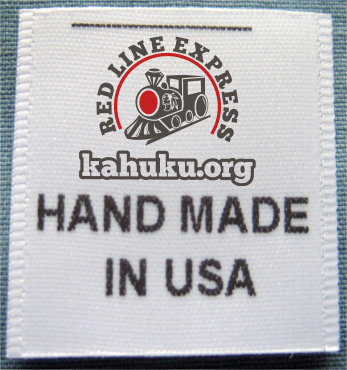 RED LINE EXPRESS
kahuku.org
HAND MADE
IN USA